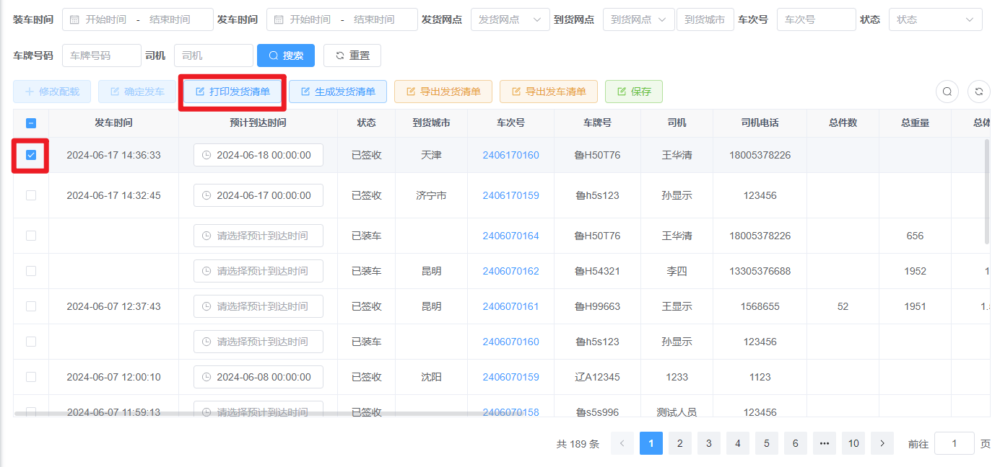 装车时间 开始时间 - 结束时间 发车时间 开始时间 - 结束时间 发货网点 发货网点 到货网点 到货网点 到货城市 车次号 车次号 状态 状态
车牌号码 车牌号码 司机 司机 搜索 重置
修改配载 确定发车 打印发货清单 生成发货清单 导出发货清单 导出发车清单 保存
发车时间 预计到达时间 状态 到货城市 车次号 车牌号 司机 司机电话 总件数 总重量
2024-06-17 14:36:33 2024-06-18 00:00:00 已签收 天津 2406170160 鲁H50T76 王华清 18005378226
2024-06-17 14:32:45 2024-06-17 00:00:00 已签收 济宁市 2406170159 鲁h5s123 孙显示 123456
请选择预计到达时间 已装车 2406070164 鲁H50T76 王华清 18005378226 656
请选择预计到达时间 已装车 昆明 2406070162 鲁H54321 李四 13305376688 1952 1
2024-06-07 12:37:43 请选择预计到达时间 已签收 昆明 2406070161 鲁H99663 王显示 1568655 52 1951 1.
请选择预计到达时间 已装车 2406070160 鲁h5s123 孙显示 123456
2024-06-07 12:00:10 2024-06-08 00:00:00 已签收 沈阳 2406070159 辽A12345 1233 1123
2024-06-07 11:59:13 请选择预计到达时间 已签收 2406070158 鲁s5s996 测试人员 123456
共 189 条 1 2 3 4 5 6 ••• 10 前往 1 页